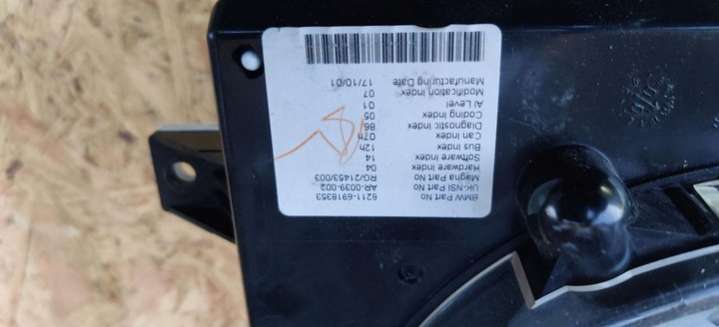 BMW Part No 6211-6918353
UK-NSI Part No AR-0039-002
Magna Part No RG/21453/003
Hardware Index 04
Software Index 14
Bus Index 12h
Can Index 07h
Diagnostic Index 86
Coding Index 05
AI Level 01
Modification Index 07
Manufacturing Date 17/10/01